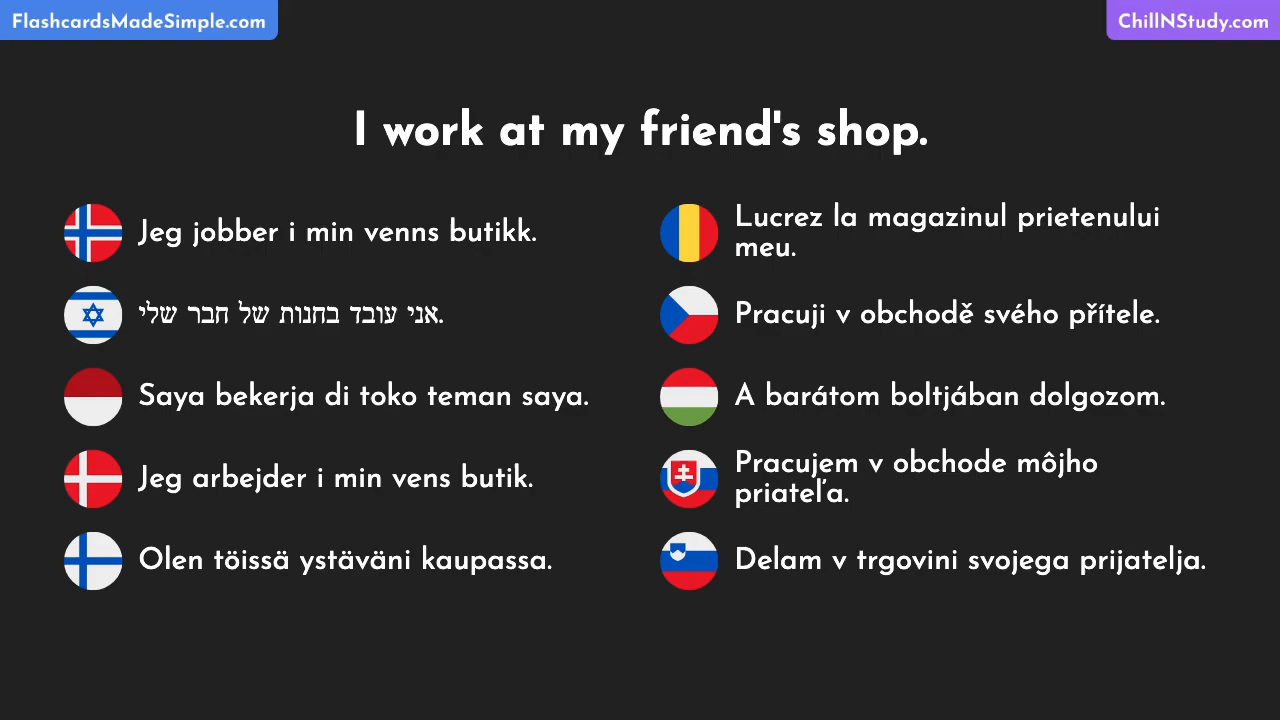 FlashcardsMadeSimple.com
ChillNStudy.com
I work at my friend's shop.
Jeg jobber i min venns butikk.
אני עובד בחנות של חבר שלי.
Saya bekerja di toko teman saya.
Jeg arbejder i min vens butik.
Olen töissä ystäväni kaupassa.
Lucrez la magazinul prietenului
meu.
Pracuji v obchodě svého přítele.
A barátom boltjában dolgozom.
Pracujem v obchode môjho
priateľa.
Delam v trgovini svojega prijatelja.